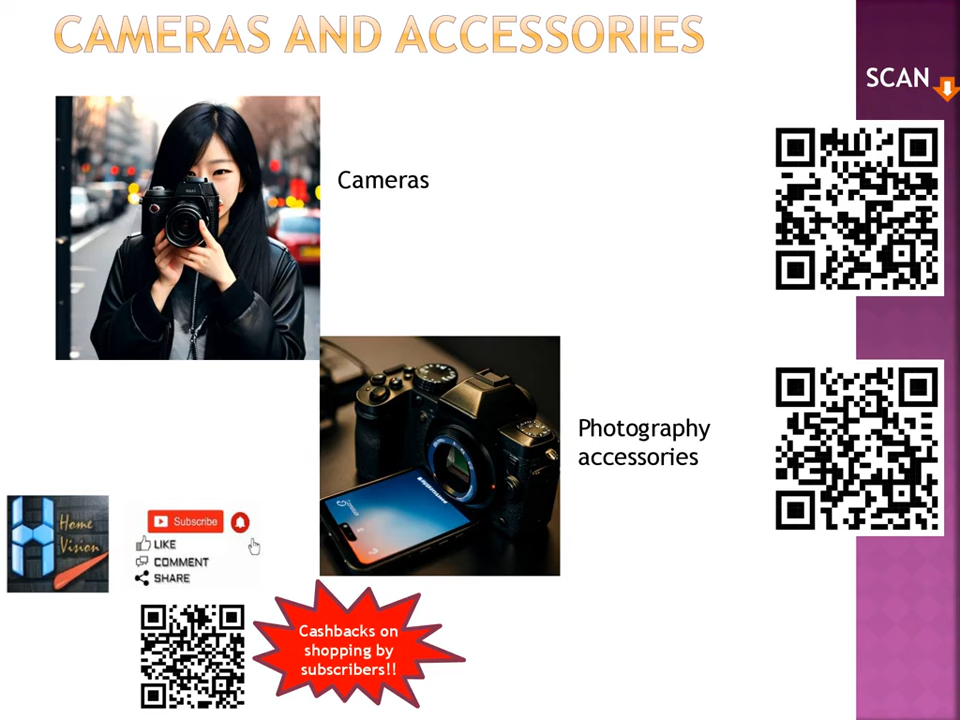 CAMERAS AND ACCESSORIES
SCAN
Cameras
Photography
accessories
Home
Vision
Subscribe
LIKE
COMMENT
SHARE
Cashbacks on
shopping by
subscribers!!